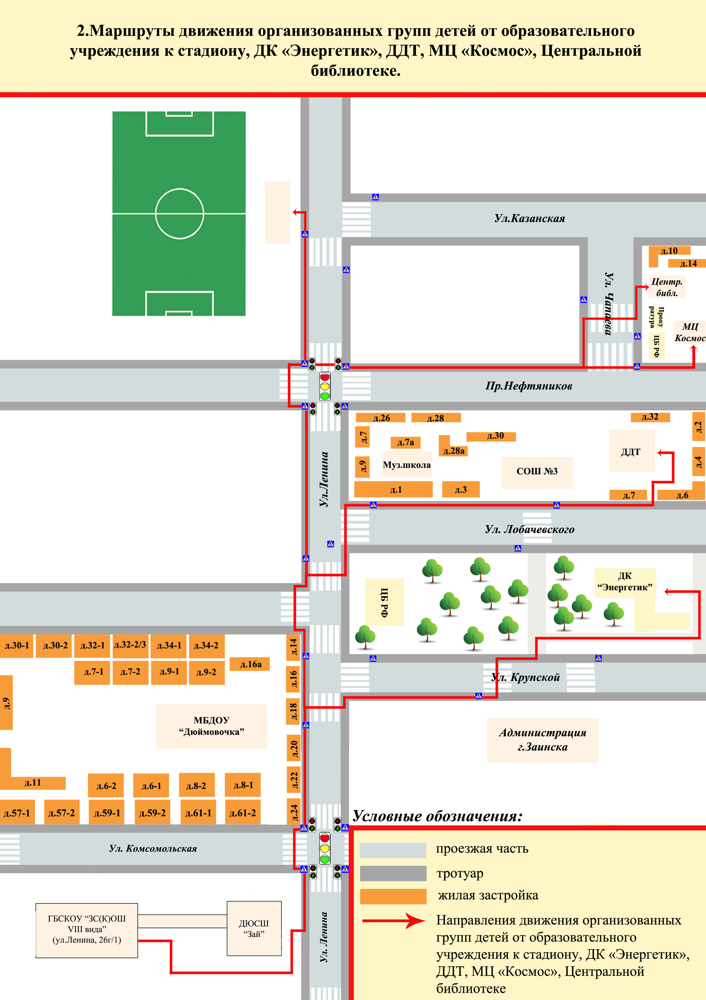 2.Маршруты движения организованных групп детей от образовательного
учреждения к стадиону, ДК «Энергетик», ДДТ, МЦ «Космос», Центральной
библиотеке.
Ул.Казанская
д.10
д.14
Ул. Чапаева
Центр.
библ.
Проку
ратура
ЦБ РФ
МЦ
Космос
Пр.Нефтяников
д.26
д.28
д.32
д.2
д.7
д.7а
д.30
д.28а
ДДТ
д.4
д.9
Муз.школа
СОШ №3
Ул.Ленина
д.1
д.3
д.7
д.6
Ул. Лобачевского
ДК
“Энергетик”
ЦБ РФ
д.30-1
д.30-2
д.32-1
д.32-2/3
д.34-1
д.34-2
д.14
д.7-1
д.7-2
д.9-1
д.9-2
д.16а
д.16
Ул. Крупской
д.9
д.18
МБДОУ
“Дюймовочка”
Администрация
г.Заинска
д.20
д.22
д.11
д.6-2
д.6-1
д.8-2
д.8-1
д.57-1
д.57-2
д.59-1
д.59-2
д.61-1
д.61-2
д.24
Условные обозначения:
Ул. Комсомольская
проезжая часть
тротуар
жилая застройка
ГБСКОУ “ЗС(К)ОШ
VIII вида”
(ул.Ленина, 26г/1)
ДЮСШ
“Зай”
Ул. Ленина
Направления движения организованных
групп детей от образовательного
учреждения к стадиону, ДК «Энергетик»,
ДДТ, МЦ «Космос», Центральной
библиотеке